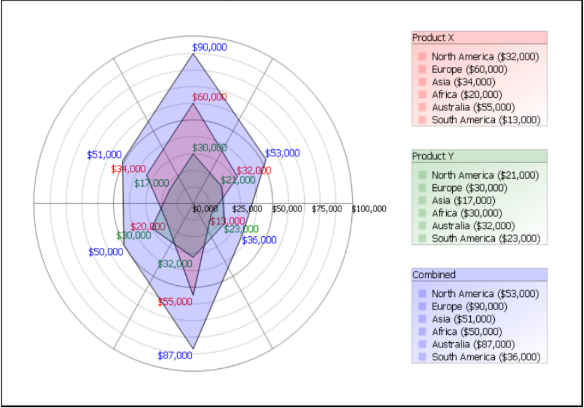 $90,000
$60,000
$51,000
$30,000
$53,000
$34,000
$32,000
$17,000
$21,000
$0,000 $25,000 $50,000 $75,000 $100,000
$20,000
$13,000
$30,000
$23,000
$36,000
$50,000
$32,000
$55,000
$87,000
Product X
North America ($32,000)
Europe ($60,000)
Asia ($34,000)
Africa ($20,000)
Australia ($55,000)
South America ($13,000)
Product Y
North America ($21,000)
Europe ($30,000)
Asia ($17,000)
Africa ($30,000)
Australia ($32,000)
South America ($23,000)
Combined
North America ($53,000)
Europe ($90,000)
Asia ($51,000)
Africa ($50,000)
Australia ($87,000)
South America ($36,000)